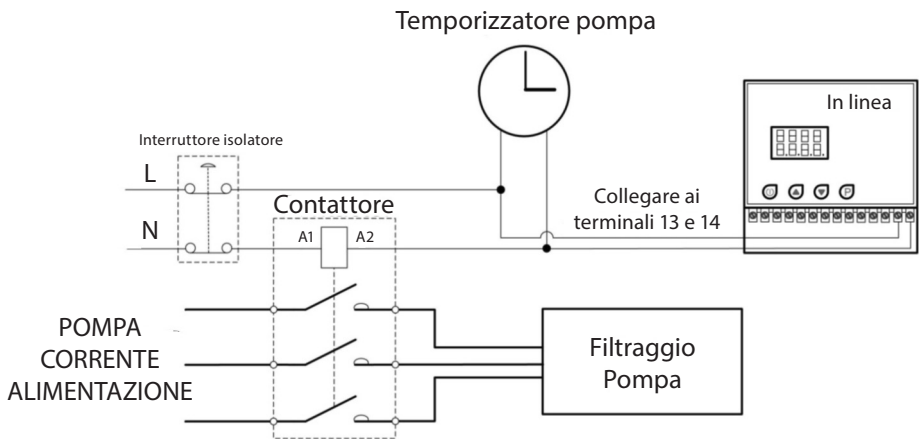 Temporizzatore pompa
In linea
Interruttore isolatore
L
Collegare ai
terminali 13 e 14
Contattore
N
A1
A2
POMPA
CORRENTE
ALIMENTAZIONE
Filtraggio
Pompa
P